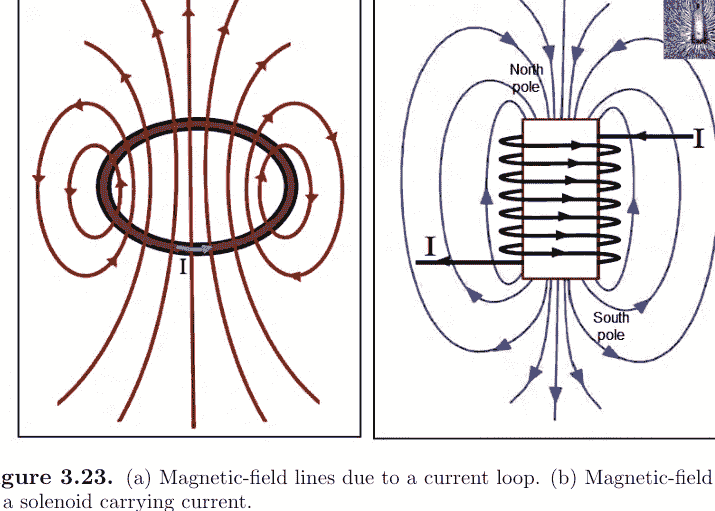 North
pole
I
I
I
South
pole
gure 3.23. (a) Magnetic-field lines due to a current loop. (b) Magnetic-field
a solenoid carrying current.